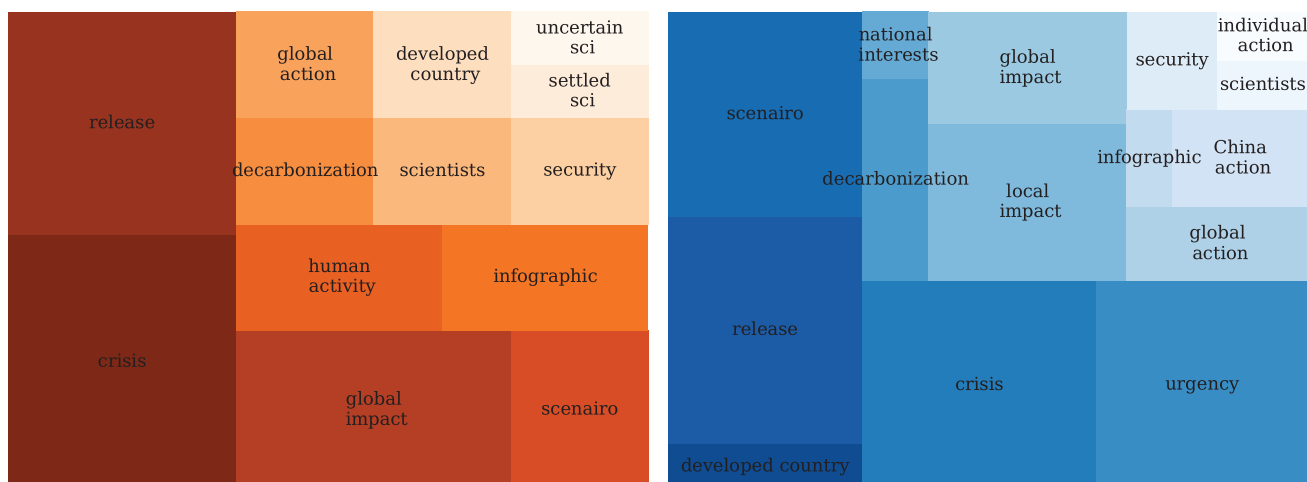 release
global
action
developed
country
uncertain
sci
settled
sci
decarbonization
scientists
security
human
activity
infographic
crisis
global
impact
scenairo
scenairo
national
interests
global
impact
security
individual
action
scientists
decarbonization
local
impact
infographic
China
action
global
action
release
crisis
urgency
developed country